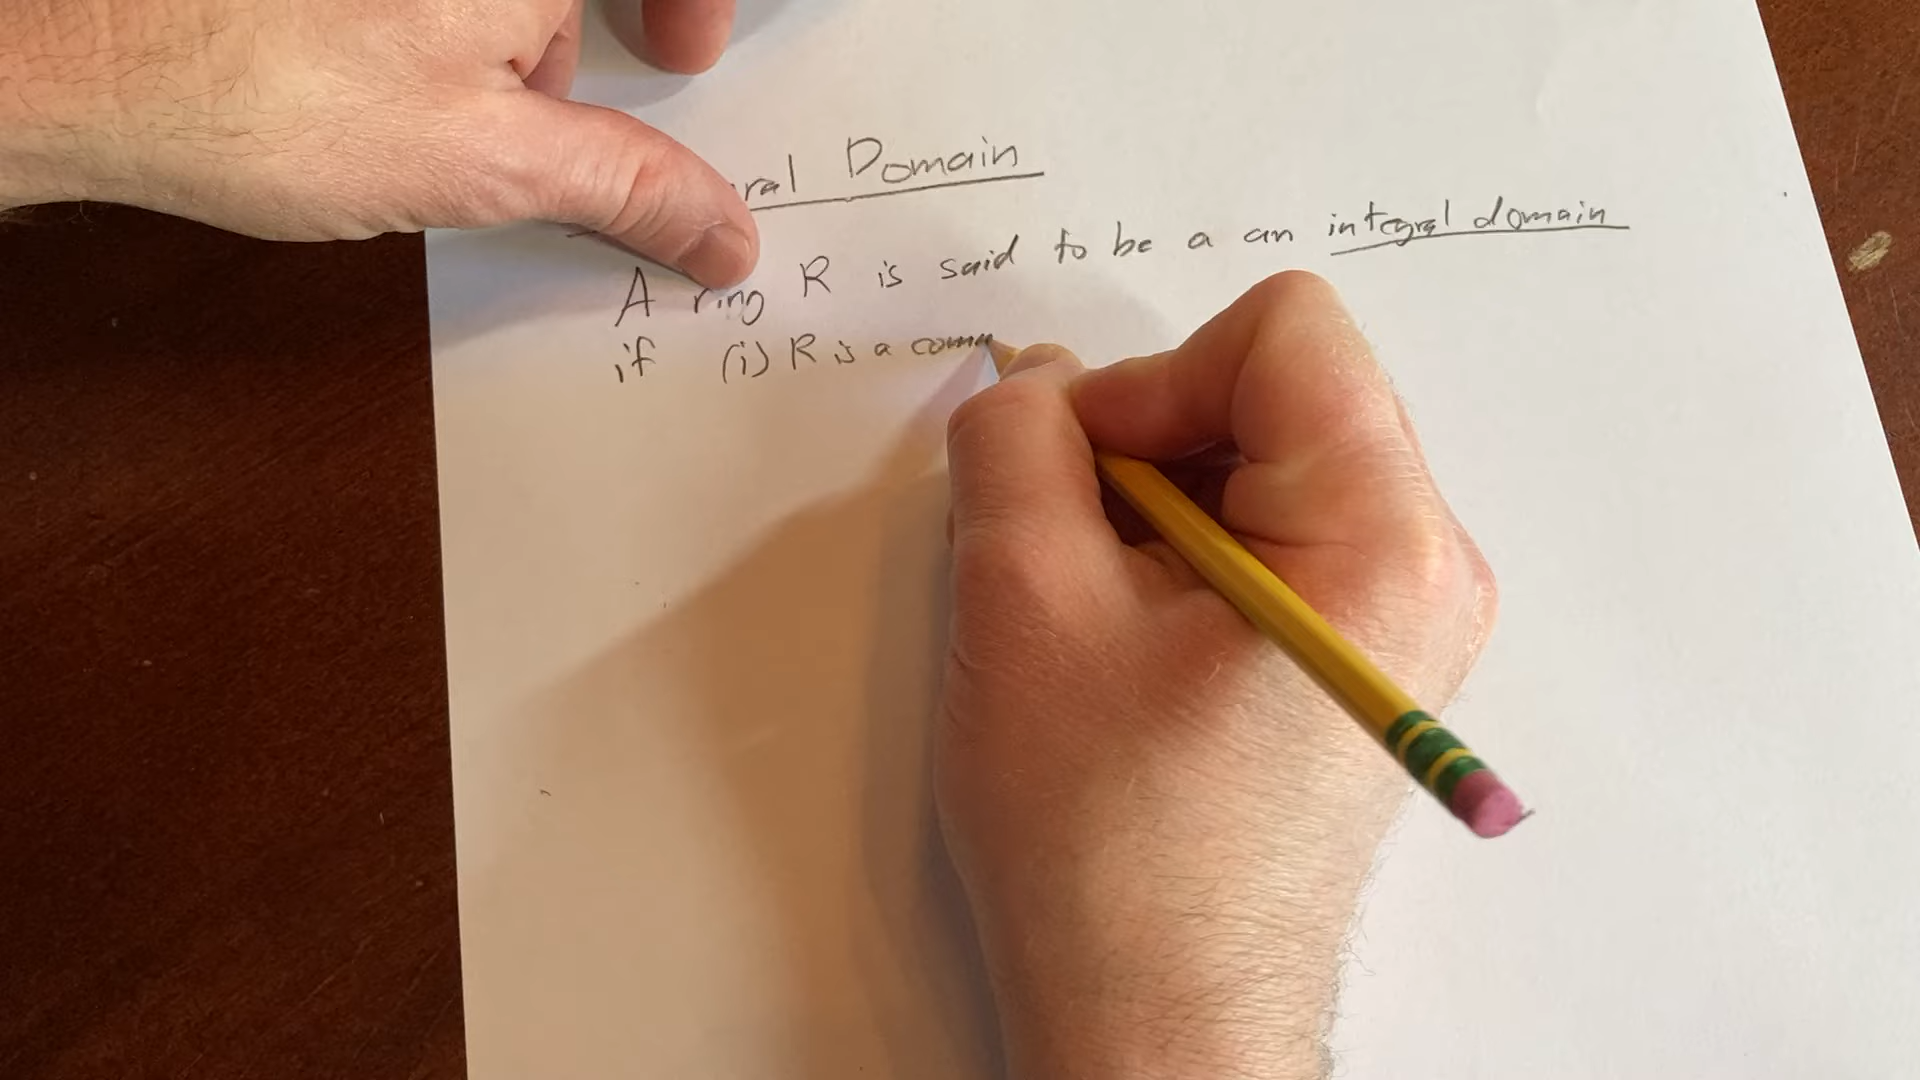 ral Domain
A ring R is said to be a an integral domain
if (i) R is a comm